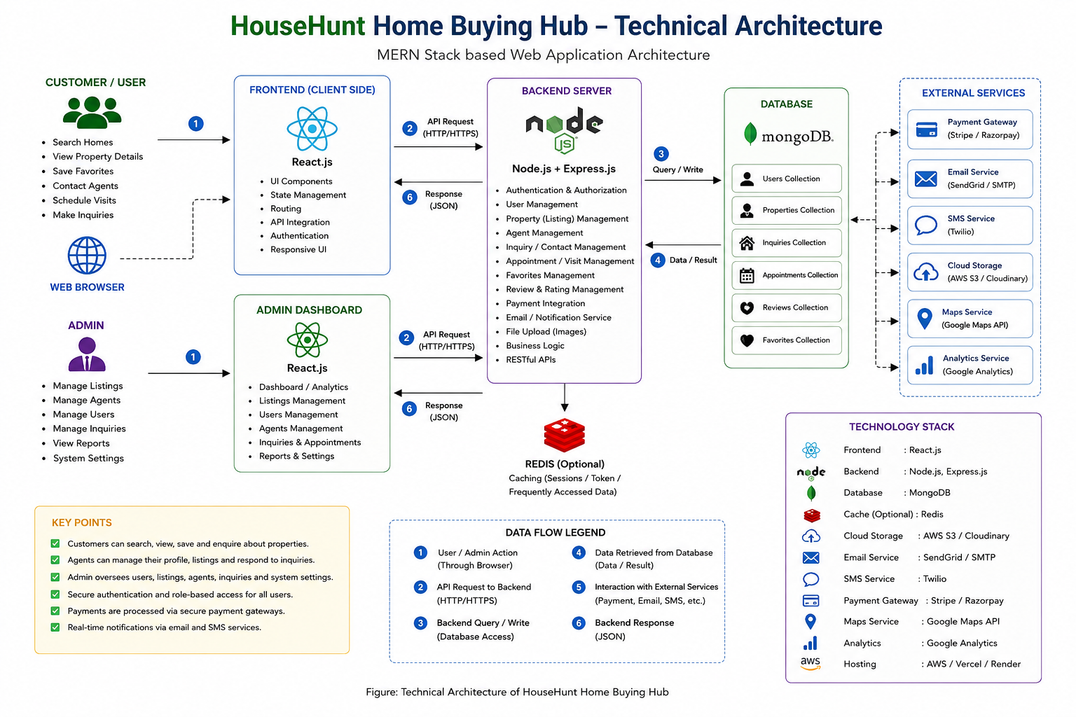 HouseHunt Home Buying Hub – Technical Architecture
MERN Stack based Web Application Architecture
CUSTOMER / USER
• Search Homes
• View Property Details
• Save Favorites
• Contact Agents
• Schedule Visits
• Make Inquiries
WEB BROWSER
ADMIN
• Manage Listings
• Manage Agents
• Manage Users
• Manage Inquiries
• View Reports
• System Settings
1
1
FRONTEND (CLIENT SIDE)
React.js
• UI Components
• State Management
• Routing
• API Integration
• Authentication
• Responsive UI
ADMIN DASHBOARD
React.js
• Dashboard / Analytics
• Listings Management
• Users Management
• Agents Management
• Inquiries & Appointments
• Reports & Settings
2 API Request
(HTTP/HTTPS)
6 Response
(JSON)
2 API Request
(HTTP/HTTPS)
6 Response
(JSON)
BACKEND SERVER
node
JS
Node.js + Express.js
• Authentication & Authorization
• User Management
• Property (Listing) Management
• Agent Management
• Inquiry / Contact Management
• Appointment / Visit Management
• Favorites Management
• Review & Rating Management
• Payment Integration
• Email / Notification Service
• File Upload (Images)
• Business Logic
• RESTful APIs
REDIS (Optional)
Caching (Sessions / Token /
Frequently Accessed Data)
3
Query / Write
4 Data / Result
DATABASE
mongoDB.
Users Collection
Properties Collection
Inquiries Collection
Appointments Collection
Reviews Collection
Favorites Collection
EXTERNAL SERVICES
Payment Gateway
(Stripe / Razorpay)
Email Service
(SendGrid / SMTP)
SMS Service
(Twilio)
Cloud Storage
(AWS S3 / Cloudinary)
Maps Service
(Google Maps API)
Analytics Service
(Google Analytics)
KEY POINTS
Customers can search, view, save and enquire about properties.
Agents can manage their profile, listings and respond to inquiries.
Admin oversees users, listings, agents, inquiries and system settings.
Secure authentication and role-based access for all users.
Payments are processed via secure payment gateways.
Real-time notifications via email and SMS services.
DATA FLOW LEGEND
1 User / Admin Action
(Through Browser)
2 API Request to Backend
(HTTP/HTTPS)
3 Backend Query / Write
(Database Access)
4 Data Retrieved from Database
(Data / Result)
5 Interaction with External Services
(Payment, Email, SMS, etc.)
6 Backend Response
(JSON)
TECHNOLOGY STACK
Frontend : React.js
node Backend : Node.js, Express.js
Database : MongoDB
Cache (Optional) : Redis
Cloud Storage : AWS S3 / Cloudinary
Email Service : SendGrid / SMTP
SMS Service : Twilio
Payment Gateway : Stripe / Razorpay
Maps Service : Google Maps API
Analytics : Google Analytics
aws Hosting : AWS / Vercel / Render
Figure: Technical Architecture of HouseHunt Home Buying Hub